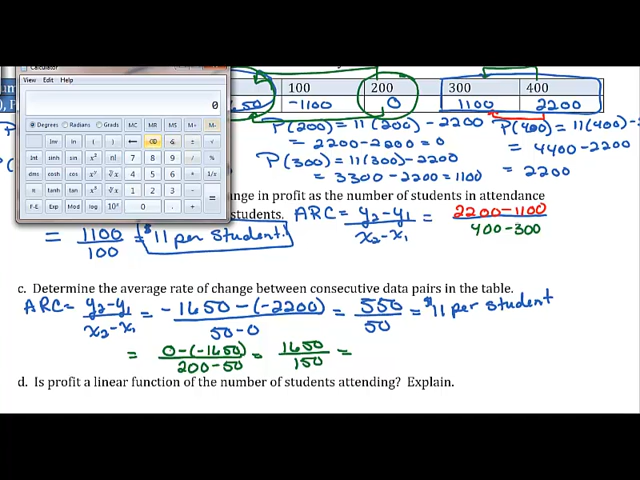 Calculator
View Edit Help
0
Degrees Radians Grads MC MR MS M+ M-
Inv ln ( ) ← CE C ± √
Int sinh sin x² n! 7 8 9 / %
dms cosh cos xʸ ʸ√x 4 5 6 * 1/x
π tanh tan x³ ³√x 1 2 3 - =
F-E Exp Mod log 10ˣ 0 . +
100 200 300 400
-1100 0 1100 2200
P(200) = 11(200) - 2200
= 2200 - 2200 = 0
P(300) = 11(300) - 2200
= 3300 - 2200 = 1100
P(400) = 11(400) -
= 4400 - 2200
= 2200
change in profit as the number of students in attendance
students. ARC = y₂-y₁ / x₂-x₁ = 2200-1100 / 400-300
= 1100 / 100 = $11 per student.
c. Determine the average rate of change between consecutive data pairs in the table.
ARC = y₂-y₁ / x₂-x₁ = -1650-(-2200) / 50-0 = 550 / 50 = $11 per student
= 0-(-1650) / 200-50 = 1650 / 150 =
d. Is profit a linear function of the number of students attending? Explain.